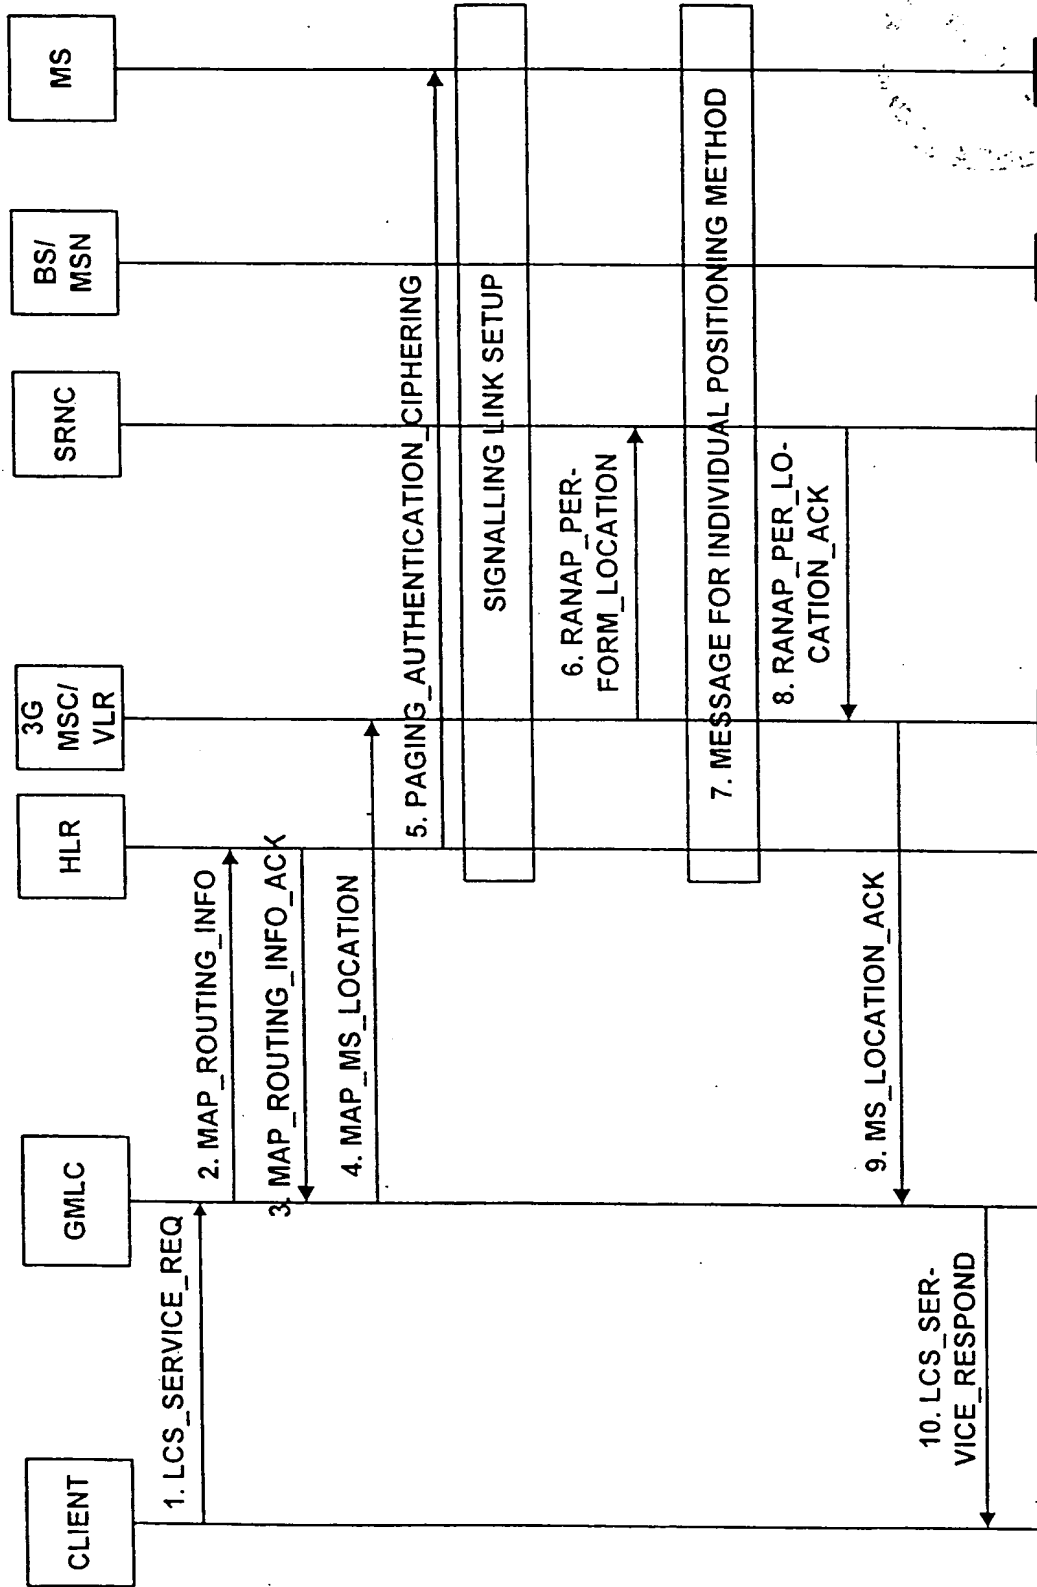 CLIENT
GMLC
HLR
3G
MSC/
VLR
SRNC
BS/
MSN
MS
1. LCS_SERVICE_REQ
2. MAP_ROUTING_INFO
3. MAP_ROUTING_INFO_ACK
4. MAP_MS_LOCATION
5. PAGING_AUTHENTICATION_CIPHERING
SIGNALLING LINK SETUP
6. RANAP_PER-
FORM_LOCATION
7. MESSAGE FOR INDIVIDUAL POSITIONING METHOD
8. RANAP_PER_LO-
CATION_ACK
9. MS_LOCATION_ACK
10. LCS_SER-
VICE_RESPOND